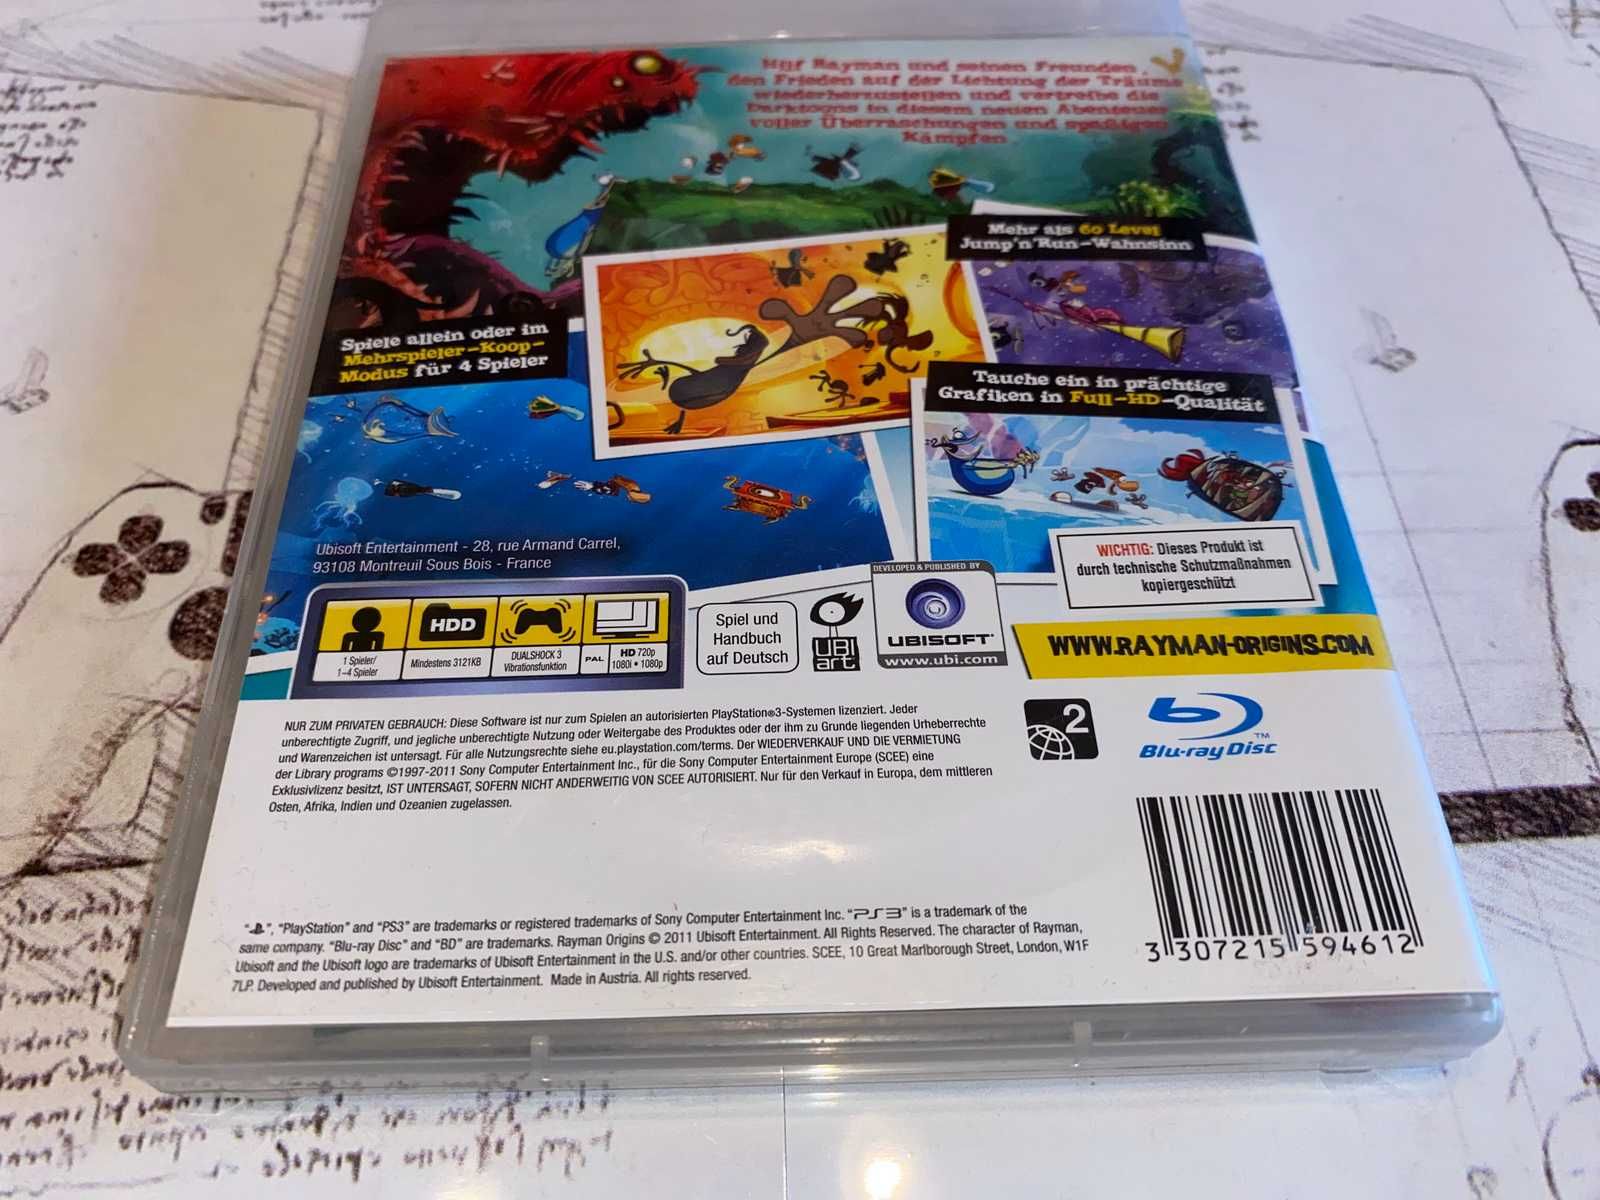 Hilf Rayman und seinen Freunden
den Frieden auf der Lichtung der Träume
wiederherzustellen und vertreibe die
Darktoons in diesem neuen Abenteuer
voller Überraschungen und spaßigen
Kämpfen
Mehr als 60 Level
Jump'n'Run-Wahnsinn
Spiele allein oder im
Mehrspieler-Koop-
Modus für 4 Spieler
Tauche ein in prächtige
Grafiken in Full-HD-Qualität
Ubisoft Entertainment - 28, rue Armand Carrel,
93108 Montreuil Sous Bois - France
WICHTIG: Dieses Produkt ist
durch technische Schutzmaßnahmen
kopiergeschützt
1 Spieler/
1-4 Spieler
HDD
Mindestens 3121KB
DUALSHOCK 3
Vibrationsfunktion
PAL
HD 720p
1080i • 1080p
Spiel und
Handbuch
auf Deutsch
UBI
art
DEVELOPED & PUBLISHED BY
UBISOFT
www.ubi.com
WWW.RAYMAN-ORIGINS.COM
NUR ZUM PRIVATEN GEBRAUCH: Diese Software ist nur zum Spielen an autorisierten PlayStation®3-Systemen lizenziert. Jeder
unberechtigte Zugriff, und jegliche unberechtigte Nutzung oder Weitergabe des Produktes oder der ihm zu Grunde liegenden Urheberrechte
und Warenzeichen ist untersagt. Für alle Nutzungsrechte siehe eu.playstation.com/terms. Der WIEDERVERKAUF UND DIE VERMIETUNG
der Library programs ©1997-2011 Sony Computer Entertainment Inc., für die Sony Computer Entertainment Europe (SCEE) eine
Exklusivlizenz besitzt, IST UNTERSAGT, SOFERN NICHT ANDERWEITIG VON SCEE AUTORISIERT. Nur für den Verkauf in Europa, dem mittleren
Osten, Afrika, Indien und Ozeanien zugelassen.
2
Blu-ray Disc™
3 307215 594612
"", "PlayStation" and "PS3" are trademarks or registered trademarks of Sony Computer Entertainment Inc. "PS3" is a trademark of the
same company. "Blu-ray Disc" and "BD" are trademarks. Rayman Origins © 2011 Ubisoft Entertainment. All Rights Reserved. The character of Rayman,
Ubisoft and the Ubisoft logo are trademarks of Ubisoft Entertainment in the U.S. and/or other countries. SCEE, 10 Great Marlborough Street, London, W1F
7LP. Developed and published by Ubisoft Entertainment. Made in Austria. All rights reserved.